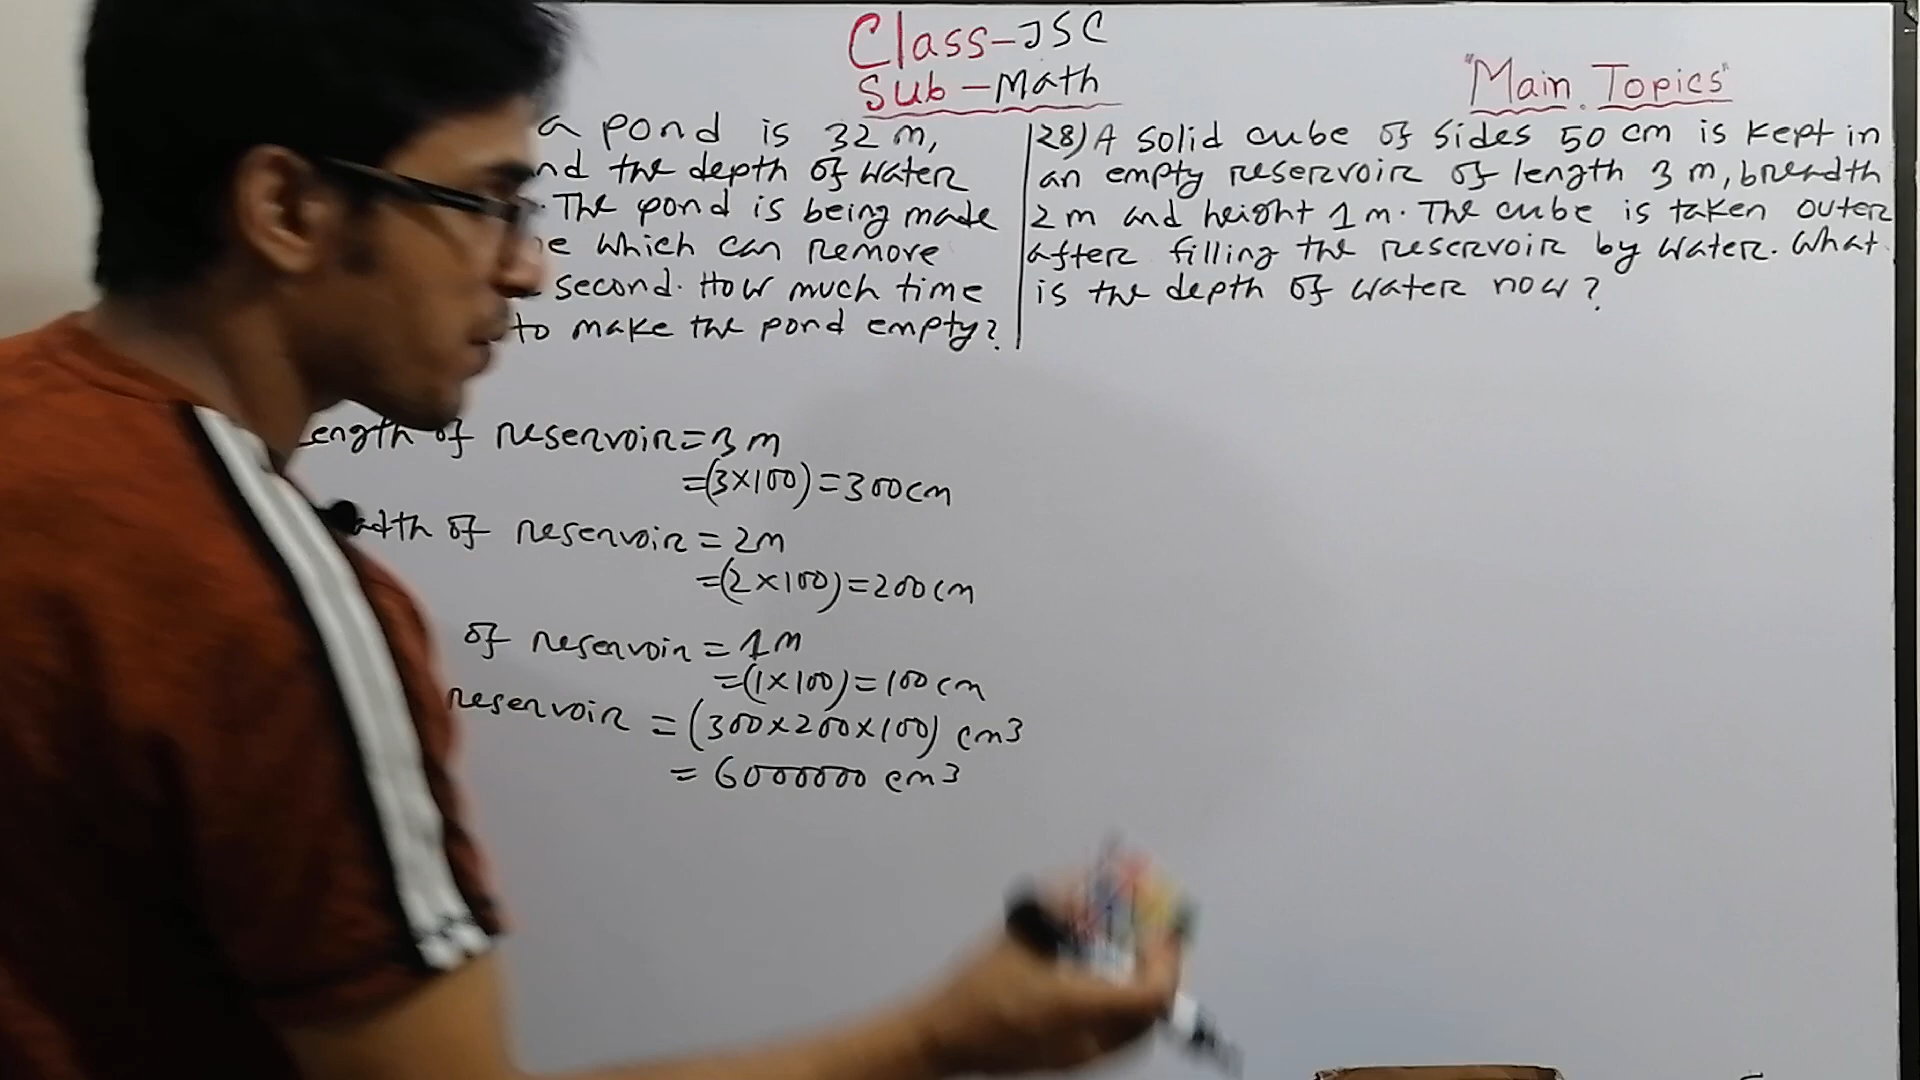 Class-JSC
Sub-Math
"Main Topics"
a pond is 32 m,
the depth of water
The pond is being made
which can remove
second. How much time
to make the pond empty?
28) A solid cube of sides 50 cm is kept in
an empty reservoir of length 3 m, breadth
2 m and height 1 m. The cube is taken outer
after filling the reservoir by water. What
is the depth of water now?
of reservoir = 3 m
= (3×100) = 300 cm
of reservoir = 2m
= (2×100) = 200 cm
of reservoir = 1m
= (1×100) = 100 cm
reservoir = (300×200×100) cm3
= 6000000 cm3